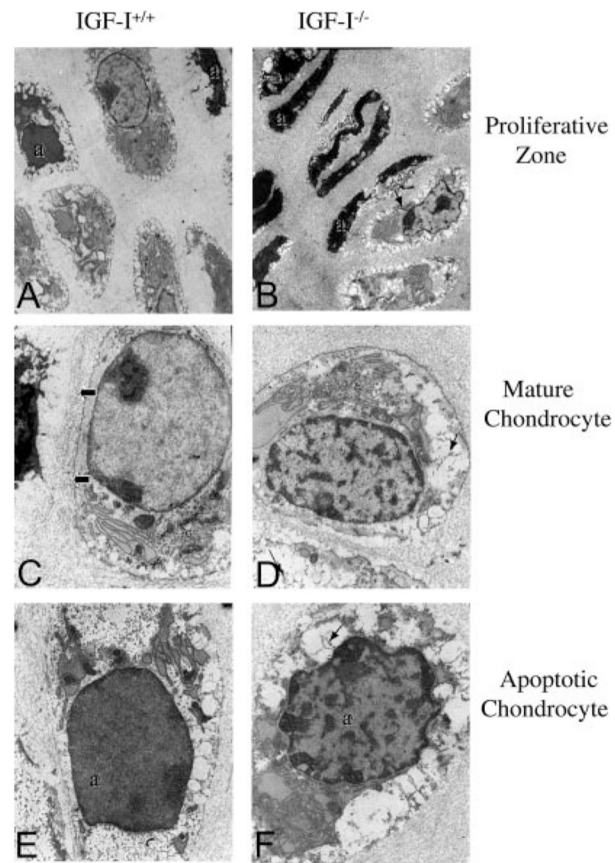 IGF-I+/+ IGF-I-/-
a a
a
A
a
a
B
Proliferative
Zone
C
D
Mature
Chondrocyte
a
E
a
F
Apoptotic
Chondrocyte